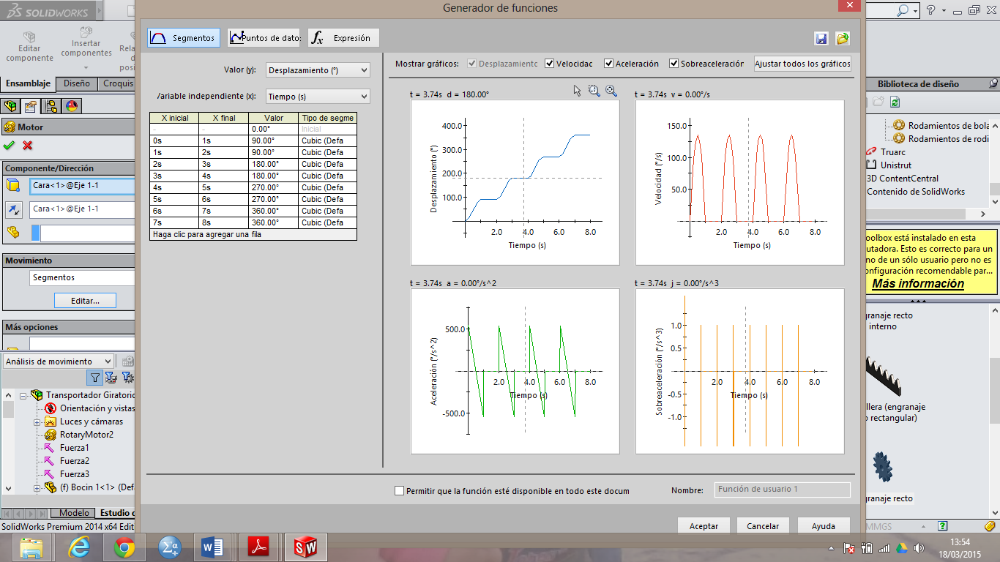 SOLIDWORKS
Generador de funciones
Editar
componente
Insertar
componentes
Rela
d
posi
Ensamblaje
Diseño
Croquis
Motor
Componente/Dirección
Cara<1>@Eje 1-1
Cara<1>@Eje 1-1
Movimiento
Segmentos
Editar...
Más opciones
Análisis de movimiento
Transportador Giratorio
Orientación y vistas
Luces y cámaras
RotaryMotor2
Fuerza1
Fuerza2
Fuerza3
(f) Bocin 1<1> (Def
Modelo
Estudio d
SolidWorks Premium 2014 x64 Edit
Segmentos
Puntos de dato:
fx Expresión
Valor (y):
Desplazamiento (°)
/ariable independiente (x):
Tiempo (s)
X inicial X final Valor Tipo de segme
- - 0.00° Inicial
0s 1s 90.00° Cubic (Defa
1s 2s 90.00° Cubic (Defa
2s 3s 180.00° Cubic (Defa
3s 4s 180.00° Cubic (Defa
4s 5s 270.00° Cubic (Defa
5s 6s 270.00° Cubic (Defa
6s 7s 360.00° Cubic (Defa
7s 8s 360.00° Cubic (Defa
Haga clic para agregar una fila
Mostrar gráficos:
Desplazamientc
Velocidac
Aceleración
Sobreaceleración
Ajustar todos los gráficos
t = 3.74s d = 180.00°
400.0
300.0
200.0
100.0
Desplazamiento (°)
2.0 4.0 6.0 8.0
Tiempo (s)
t = 3.74s v = 0.00°/s
150.0
100.0
50.0
Velocidad (°/s)
2.0 4.0 6.0 8.0
Tiempo (s)
t = 3.74s a = 0.00°/s^2
500.0
-500.0
Aceleración (°/s^2)
2.0 4.0 6.0 8.0
Tiempo (s)
t = 3.74s j = 0.00°/s^3
1.0
0.5
-0.5
-1.0
Sobreaceleración (°/s^3)
2.0 4.0 6.0 8.0
Tiempo (s)
Permitir que la función esté disponible en todo este docum
Nombre:
Función de usuario 1
Aceptar
Cancelar
Ayuda
Biblioteca de diseño
Rodamientos de bola
Rodamientos de rodi
Truarc
Unistrut
3D ContentCentral
Contenido de SolidWorks
oolbox está instalado en esta
utadora. Esto es correcto para un
no de un sólo usuario pero no es
onfiguración recomendable par...
Más información
granaje recto
interno
llera (engranaje
o rectangular)
granaje recto
MMGS
13:54
18/03/2015